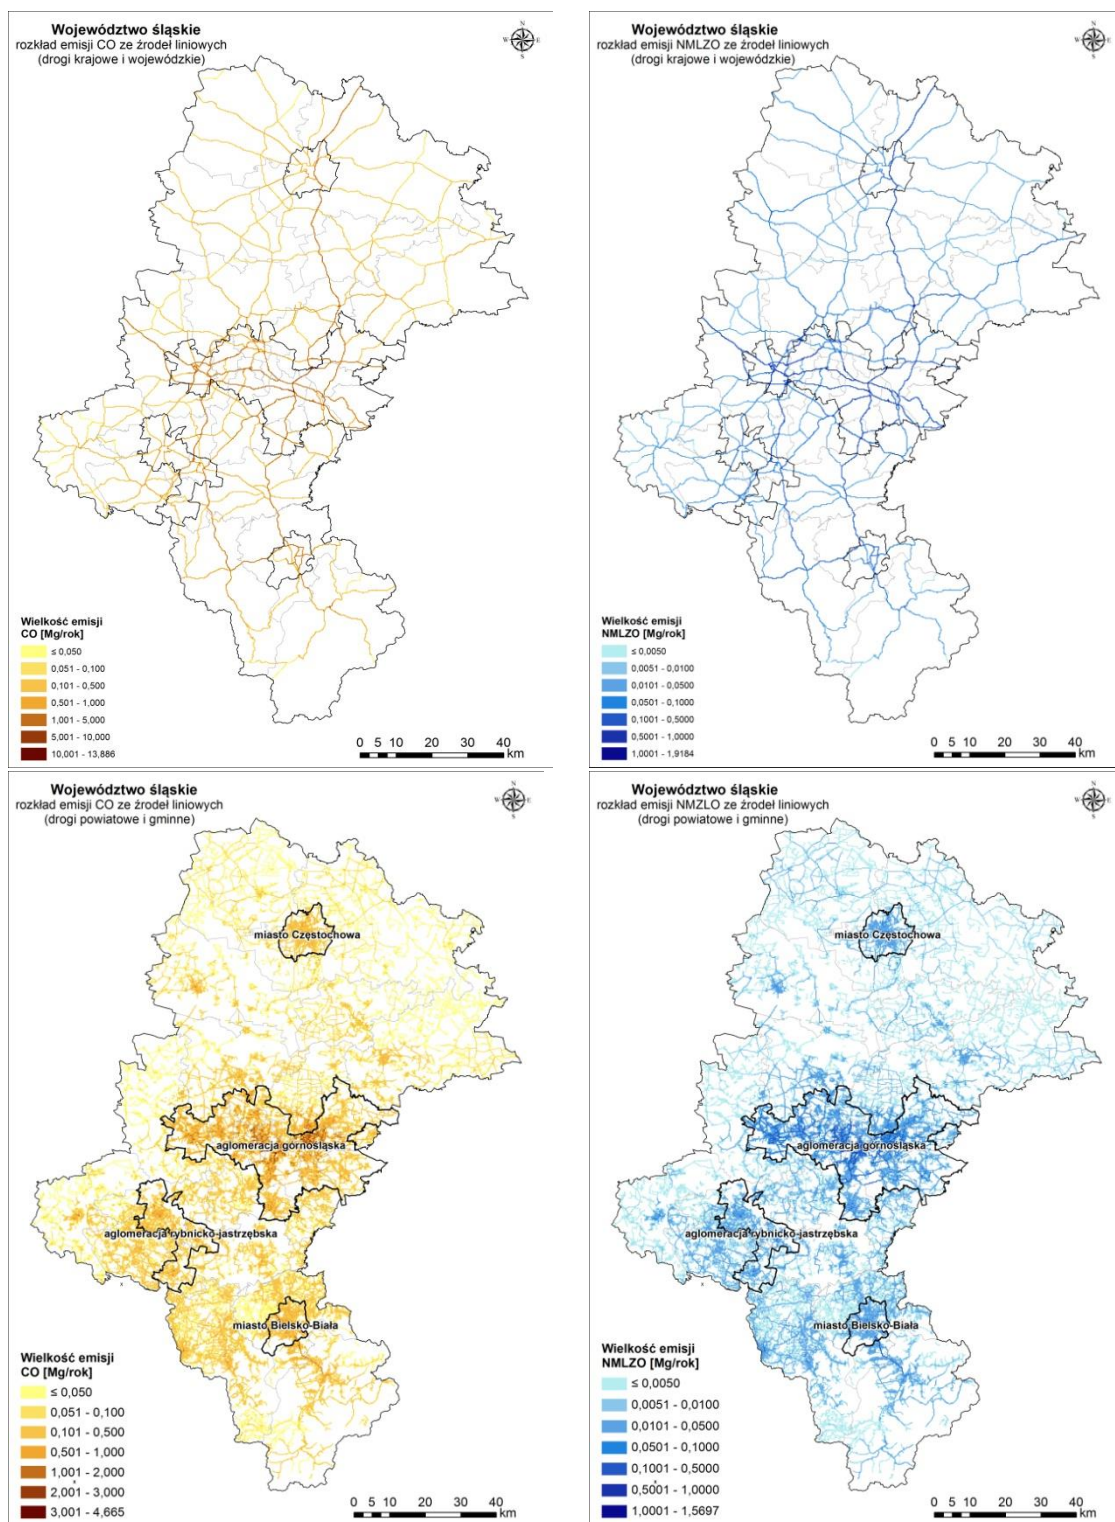 Województwo śląskie
rozkład emisji CO ze źrodeł liniowych
(drogi krajowe i wojewódzkie)
N
W E
S
Wielkość emisji
CO [Mg/rok]
≤ 0,050
0,051 - 0,100
0,101 - 0,500
0,501 - 1,000
1,001 - 5,000
5,001 - 10,000
10,001 - 13,886
0 5 10 20 30 40
km
Województwo śląskie
rozkład emisji NMLZO ze źrodeł liniowych
(drogi krajowe i wojewódzkie)
N
W E
S
Wielkość emisji
NMLZO [Mg/rok]
≤ 0,0050
0,0051 - 0,0100
0,0101 - 0,0500
0,0501 - 0,1000
0,1001 - 0,5000
0,5001 - 1,0000
1,0001 - 1,9184
0 5 10 20 30 40
km
Województwo śląskie
rozkład emisji CO ze źrodeł liniowych
(drogi powiatowe i gminne)
N
W E
S
miasto Częstochowa
aglomeracja górnośląska
aglomeracja rybnicko-jastrzębska
miasto Bielsko-Biała
Wielkość emisji
CO [Mg/rok]
≤ 0,050
0,051 - 0,100
0,101 - 0,500
0,501 - 1,000
1,001 - 2,000
2,001 - 3,000
3,001 - 4,665
0 5 10 20 30 40
km
Województwo śląskie
rozkład emisji NMZLO ze źrodeł liniowych
(drogi powiatowe i gminne)
N
W E
S
miasto Częstochowa
aglomeracja górnośląska
aglomeracja rybnicko-jastrzębska
miasto Bielsko-Biała
Wielkość emisji
NMLZO [Mg/rok]
≤ 0,0050
0,0051 - 0,0100
0,0101 - 0,0500
0,0501 - 0,1000
0,1001 - 0,5000
0,5001 - 1,0000
1,0001 - 1,5697
0 5 10 20 30 40
km